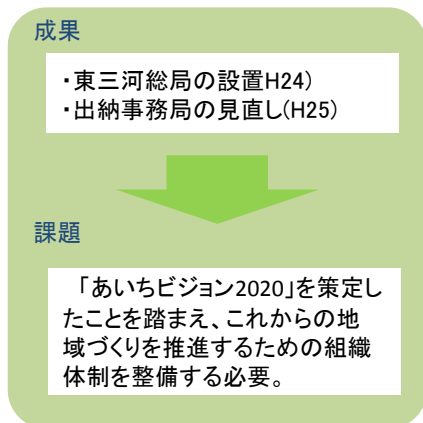 成果
・東三河総局の設置H24)
・出納事務局の見直し(H25)
課題
「あいちビジョン2020」を策定し
たことを踏まえ、これからの地
域づくりを推進するための組織
体制を整備する必要。